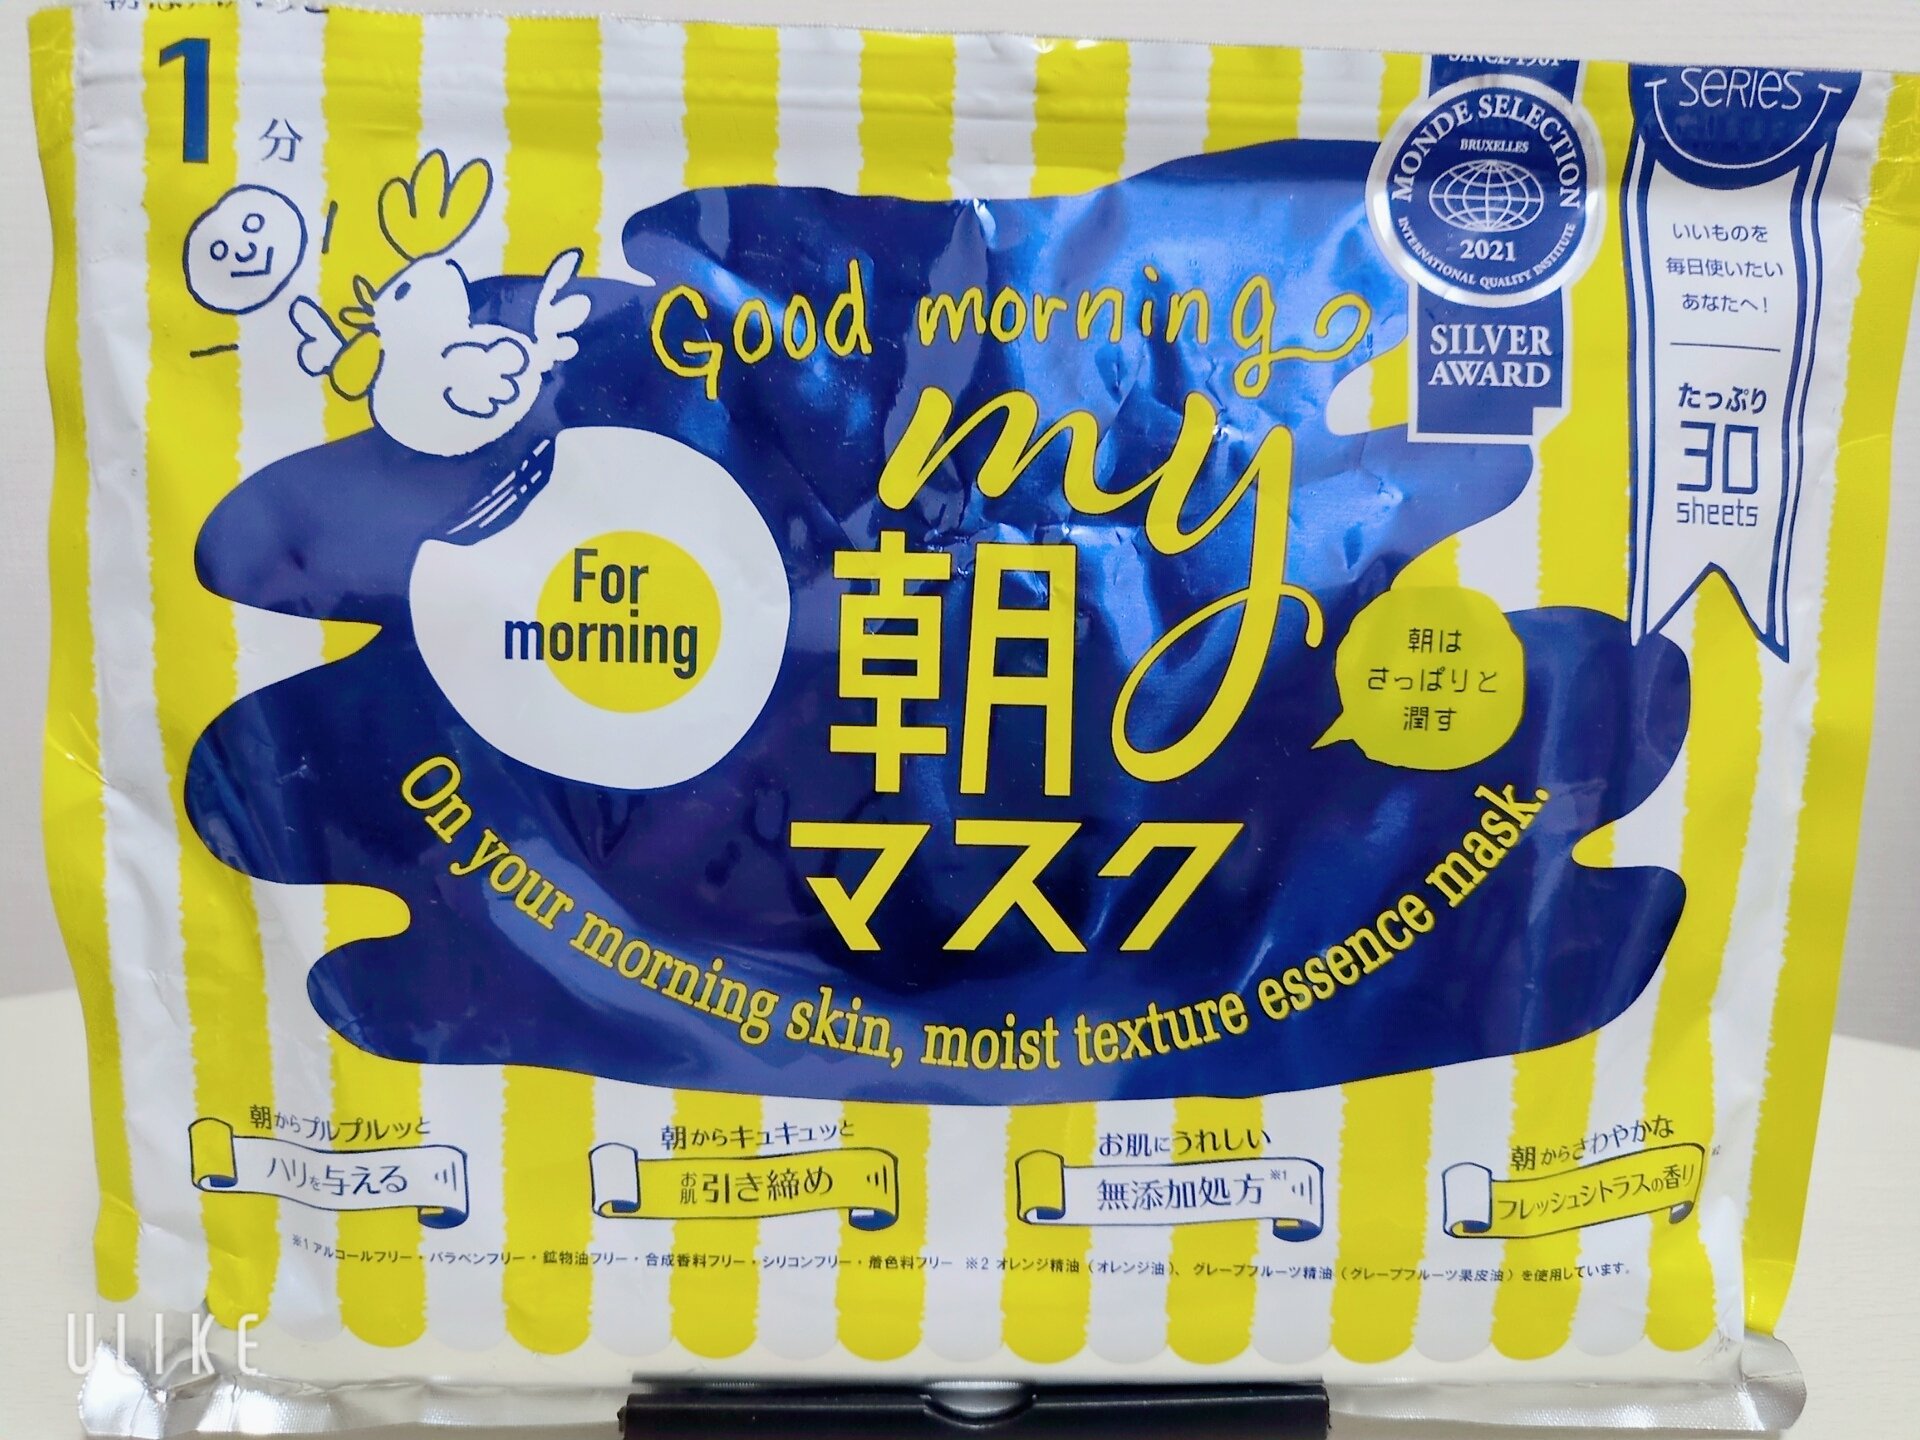 1
分
SINCE 1961
MONDE SELECTION
BRUXELLES
2021
INTERNATIONAL QUALITY INSTITUTE
SILVER
AWARD
SERIES
いいものを
毎日使いたい
あなたへ!
たっぷり
30
sheets
Good morning
my
朝
マスク
For
morning
朝は
さっぱりと
潤す
On your morning skin, moist texture essence mask.
朝からプルプルッと
ハリを与える
朝からキュキュッと
お肌引き締め
お肌にうれしい
無添加処方※1
朝からさわやかな
フレッシュシトラスの香り※2
※1 アルコールフリー・パラベンフリー・鉱物油フリー・合成香料フリー・シリコンフリー・着色料フリー ※2 オレンジ精油(オレンジ油)、グレープフルーツ精油(グレープフルーツ果皮油)を使用しています。
ULIKE